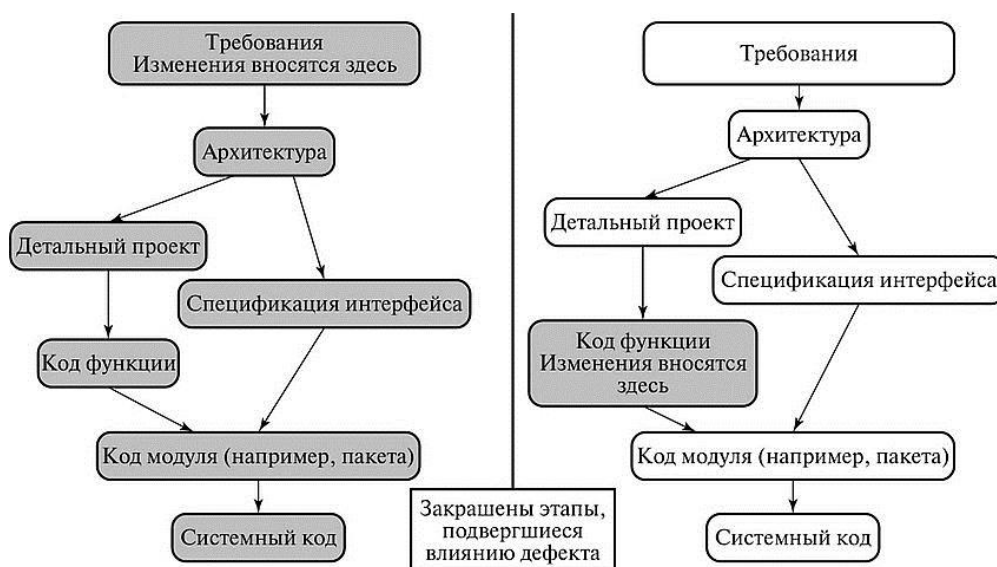 Требования
Изменения вносятся здесь
Архитектура
Детальный проект
Спецификация интерфейса
Код функции
Код модуля (например, пакета)
Системный код
Требования
Архитектура
Детальный проект
Спецификация интерфейса
Код функции
Изменения вносятся
здесь
Код модуля (например, пакета)
Системный код
Закрашены этапы,
подвергшиеся
влиянию дефекта